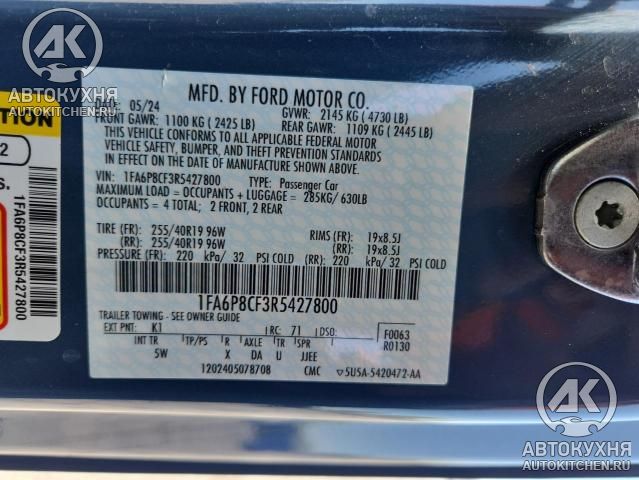 AK
АВТОКУХНЯ
AUTOKITCHEN.RU
TION
2
S.
1FA6P8CF3R5427800
MFD. BY FORD MOTOR CO.
DATE: 05/24 GVWR: 2145 KG ( 4730 LB)
FRONT GAWR: 1100 KG ( 2425 LB) REAR GAWR: 1109 KG ( 2445 LB)
THIS VEHICLE CONFORMS TO ALL APPLICABLE FEDERAL MOTOR
VEHICLE SAFETY, BUMPER, AND THEFT PREVENTION STANDARDS
IN EFFECT ON THE DATE OF MANUFACTURE SHOWN ABOVE.
VIN: 1FA6P8CF3R5427800 TYPE: Passenger Car
MAXIMUM LOAD = OCCUPANTS + LUGGAGE = 285KG/ 630LB
OCCUPANTS = 4 TOTAL; 2 FRONT, 2 REAR
TIRE (FR): 255/40R19 96W RIMS (FR): 19x8.5J
(RR): 255/40R19 96W (RR): 19x8.5J
PRESSURE (FR): 220 kPa/ 32 PSI COLD (RR): 220 kPa/ 32 PSI COLD
1FA6P8CF3R5427800
TRAILER TOWING - SEE OWNER GUIDE
EXT PNT: K1 RC: 71 DSO: F0063
INT TR TP/PS R AXLE TR SPR R0130
5W X DA U JJEE
1202405078708 CMC ▽5U5A-5420472-AA
AK
АВТОКУХНЯ
AUTOKITCHEN.RU